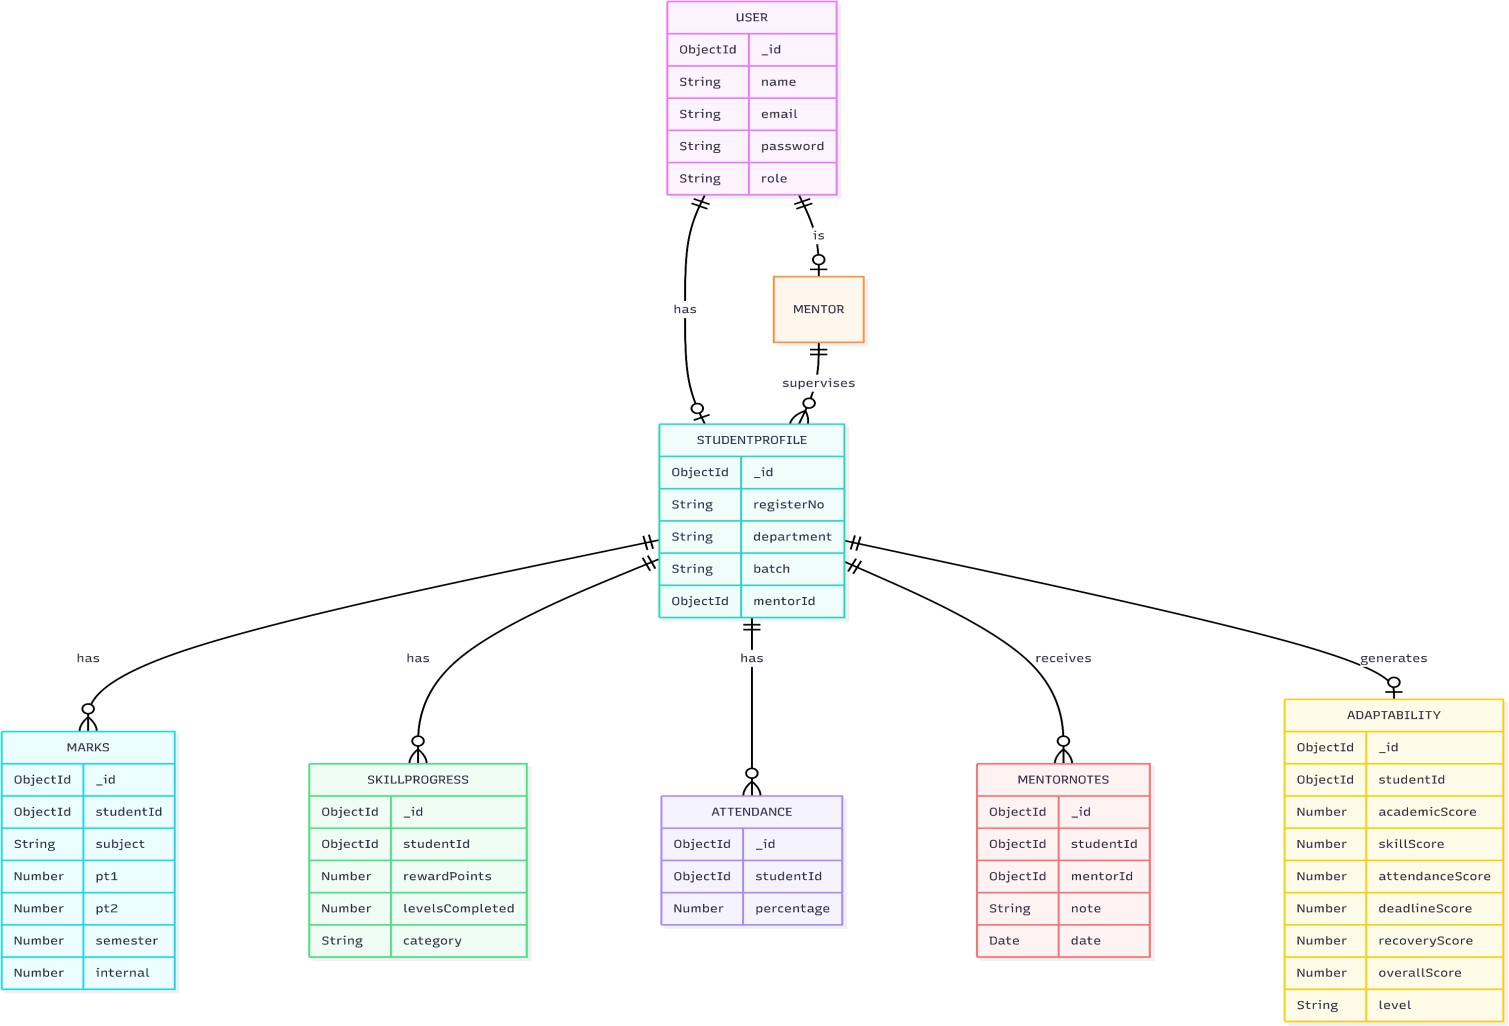 USER
ObjectId _id
String name
String email
String password
String role
is
has
MENTOR
supervises
STUDENTPROFILE
ObjectId _id
String registerNo
String department
String batch
ObjectId mentorId
has
has
has
receives
generates
MARKS
ObjectId _id
ObjectId studentId
String subject
Number pt1
Number pt2
Number semester
Number internal
SKILLPROGRESS
ObjectId _id
ObjectId studentId
Number rewardPoints
Number levelsCompleted
String category
ATTENDANCE
ObjectId _id
ObjectId studentId
Number percentage
MENTORNOTES
ObjectId _id
ObjectId studentId
ObjectId mentorId
String note
Date date
ADAPTABILITY
ObjectId _id
ObjectId studentId
Number academicScore
Number skillScore
Number attendanceScore
Number deadlineScore
Number recoveryScore
Number overallScore
String level